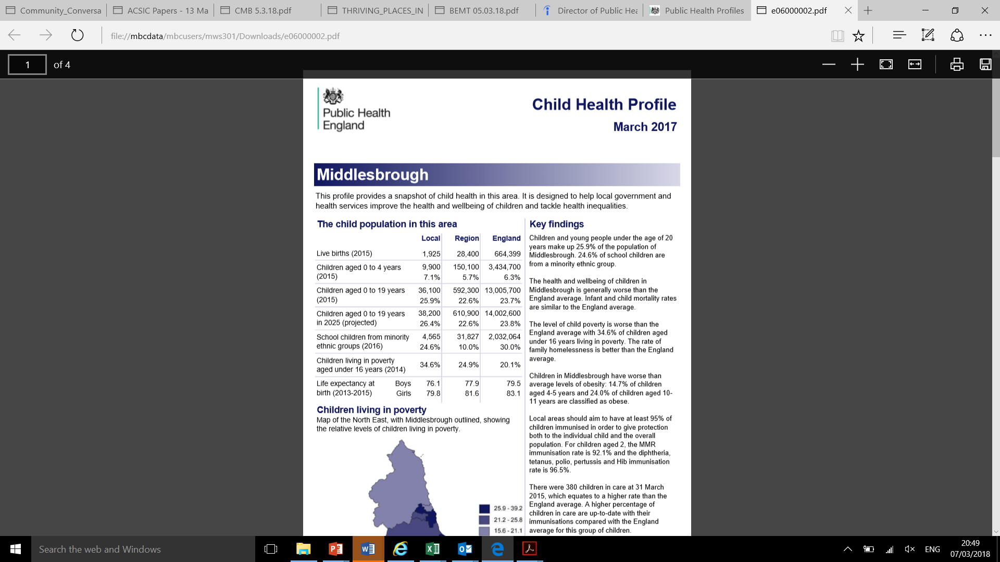 Community_Conversa
ACSIC Papers - 13 Ma
CMB 5.3.18.pdf
THRIVING_PLACES_IN
BEMT 05.03.18.pdf
Director of Public Hea
Public Health Profiles
e06000002.pdf
file://mbcdata/mbcusers/mws301/Downloads/e06000002.pdf
1 of 4
Public Health
England
Child Health Profile
March 2017
Middlesbrough
This profile provides a snapshot of child health in this area. It is designed to help local government and
health services improve the health and wellbeing of children and tackle health inequalities.
The child population in this area
Local Region England
Live births (2015) 1,925 28,400 664,399
Children aged 0 to 4 years 9,900 150,100 3,434,700
(2015) 7.1% 5.7% 6.3%
Children aged 0 to 19 years 36,100 592,300 13,005,700
(2015) 25.9% 22.6% 23.7%
Children aged 0 to 19 years 38,200 610,900 14,002,600
in 2025 (projected) 26.4% 22.6% 23.8%
School children from minority 4,565 31,827 2,032,064
ethnic groups (2016) 24.6% 10.0% 30.0%
Children living in poverty
aged under 16 years (2014) 34.6% 24.9% 20.1%
Life expectancy at Boys 76.1 77.9 79.5
birth (2013-2015) Girls 79.8 81.6 83.1
Children living in poverty
Map of the North East, with Middlesbrough outlined, showing
the relative levels of children living in poverty.
25.9 - 39.2
21.2 - 25.8
15.6 - 21.1
Key findings
Children and young people under the age of 20
years make up 25.9% of the population of
Middlesbrough. 24.6% of school children are
from a minority ethnic group.
The health and wellbeing of children in
Middlesbrough is generally worse than the
England average. Infant and child mortality rates
are similar to the England average.
The level of child poverty is worse than the
England average with 34.6% of children aged
under 16 years living in poverty. The rate of
family homelessness is better than the England
average.
Children in Middlesbrough have worse than
average levels of obesity: 14.7% of children
aged 4-5 years and 24.0% of children aged 10-
11 years are classified as obese.
Local areas should aim to have at least 95% of
children immunised in order to give protection
both to the individual child and the overall
population. For children aged 2, the MMR
immunisation rate is 92.1% and the diphtheria,
tetanus, polio, pertussis and Hib immunisation
rate is 96.5%.
There were 380 children in care at 31 March
2015, which equates to a higher rate than the
England average. A higher percentage of
children in care are up-to-date with their
immunisations compared with the England
average for this group of children.
Search the web and Windows
ENG
20:49
07/03/2018